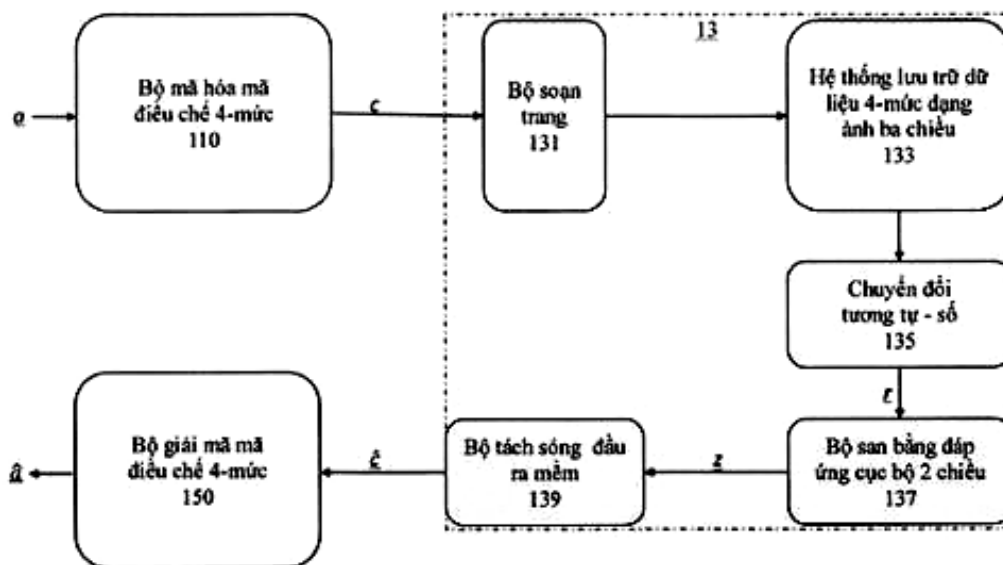 13
a
Bộ mã hóa mã
điều chế 4-mức
110
c
Bộ soạn
trang
131
Hệ thống lưu trữ dữ
liệu 4-mức dạng
ảnh ba chiều
133
Chuyển đổi
tương tự - số
135
r
Bộ san bằng đáp
ứng cục bộ 2 chiều
137
z
Bộ tách sóng đầu
ra mềm
139
ĉ
Bộ giải mã mã
điều chế 4-mức
150
â